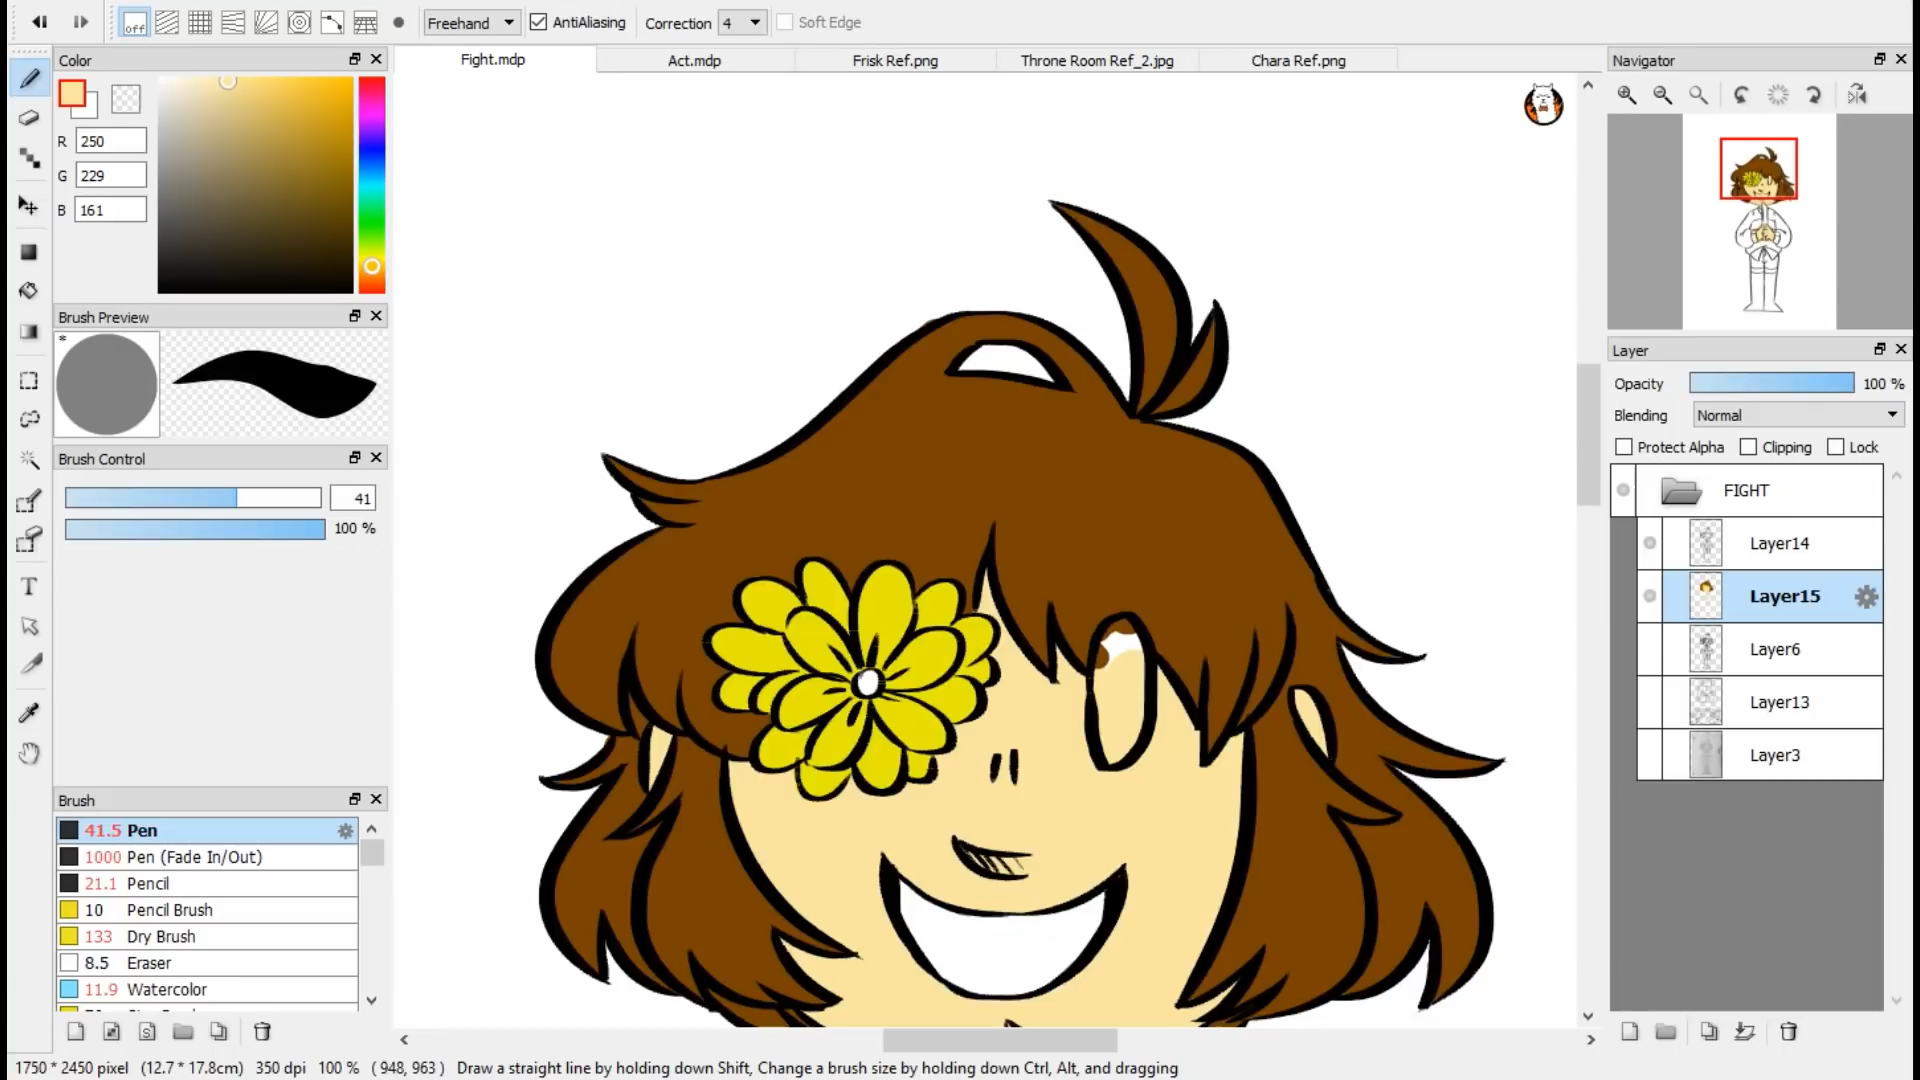 off
Freehand
AntiAliasing
Correction
4
Soft Edge
Color
R
250
G
229
B
161
Brush Preview
*
Brush Control
41
100 %
T
Brush
41.5 Pen
1000 Pen (Fade In/Out)
21.1 Pencil
10 Pencil Brush
133 Dry Brush
8.5 Eraser
11.9 Watercolor
S
Fight.mdp
Act.mdp
Frisk Ref.png
Throne Room Ref_2.jpg
Chara Ref.png
Navigator
Layer
Opacity
100 %
Blending
Normal
Protect Alpha
Clipping
Lock
FIGHT
Layer14
Layer15
Layer6
Layer13
Layer3
1750 * 2450 pixel (12.7 * 17.8cm) 350 dpi 100 % ( 948, 963 ) Draw a straight line by holding down Shift, Change a brush size by holding down Ctrl, Alt, and dragging